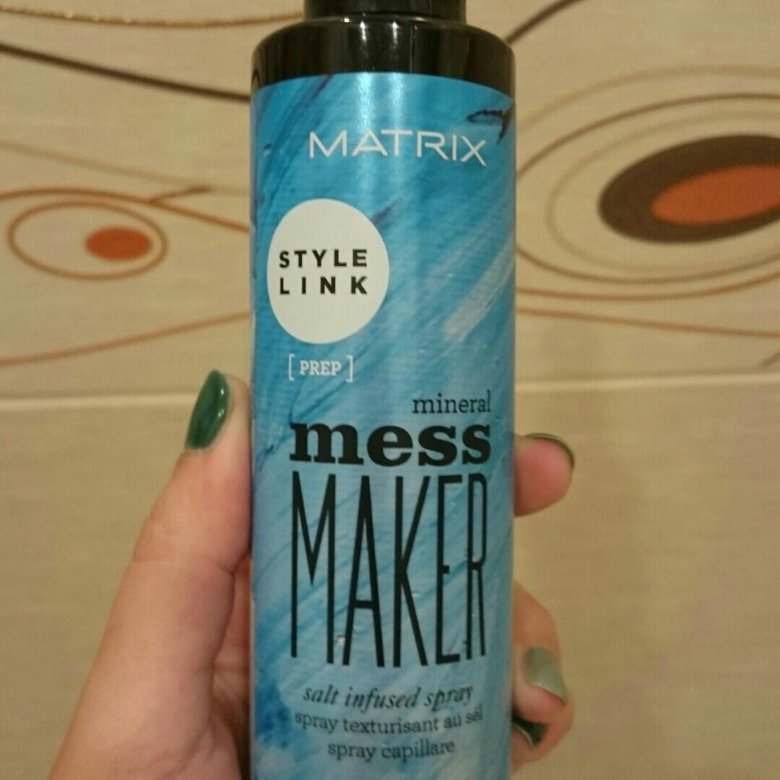 MATRIX
STYLE
LINK
[ PREP ]
mineral
mess
MAKER
salt infused spray
spray texturisant au sel
spray capillare